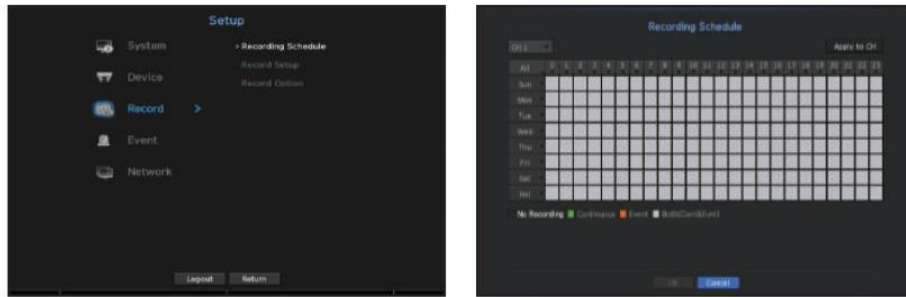 Setup
System
Device
Record >
Event
Network
> Recording Schedule
Record Setup
Record Option
Logout Return
Recording Schedule
CH 1 Apply to CH
All 0 1 2 3 4 5 6 7 8 9 10 11 12 13 14 15 16 17 18 19 20 21 22 23
Sun
Mon
Tue
Wed
Thu
Fri
Sat
Hol
No Recording Continuous Event Both(Cont&Evnt)
OK Cancel